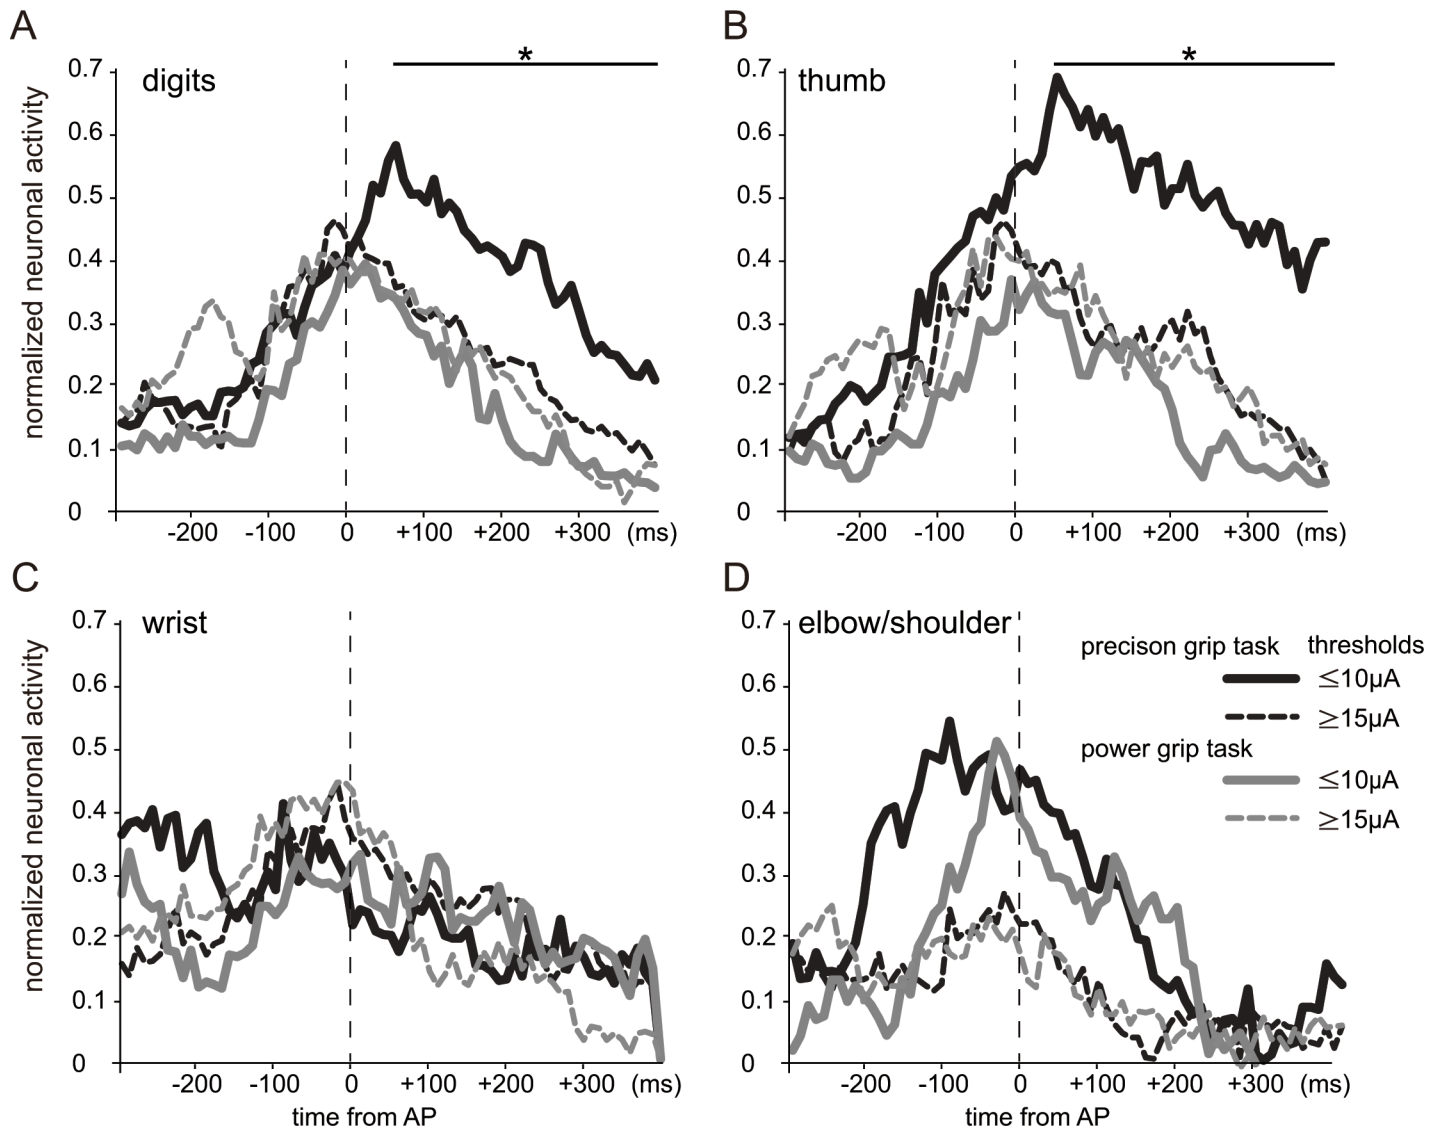 A
B
*
*
0.7
0.6
0.5
0.4
0.3
0.2
0.1
0
normalized neuronal activity
digits
-200 -100 0 +100 +200 +300 (ms)
0.7
0.6
0.5
0.4
0.3
0.2
0.1
0
thumb
-200 -100 0 +100 +200 +300 (ms)
C
D
0.7
0.6
0.5
0.4
0.3
0.2
0.1
0
normalized neuronal activity
wrist
-200 -100 0 +100 +200 +300 (ms)
time from AP
0.7
0.6
0.5
0.4
0.3
0.2
0.1
0
elbow/shoulder
precison grip task thresholds
≦10µA
≥15µA
power grip task
≦10µA
≥15µA
-200 -100 0 +100 +200 +300 (ms)
time from AP